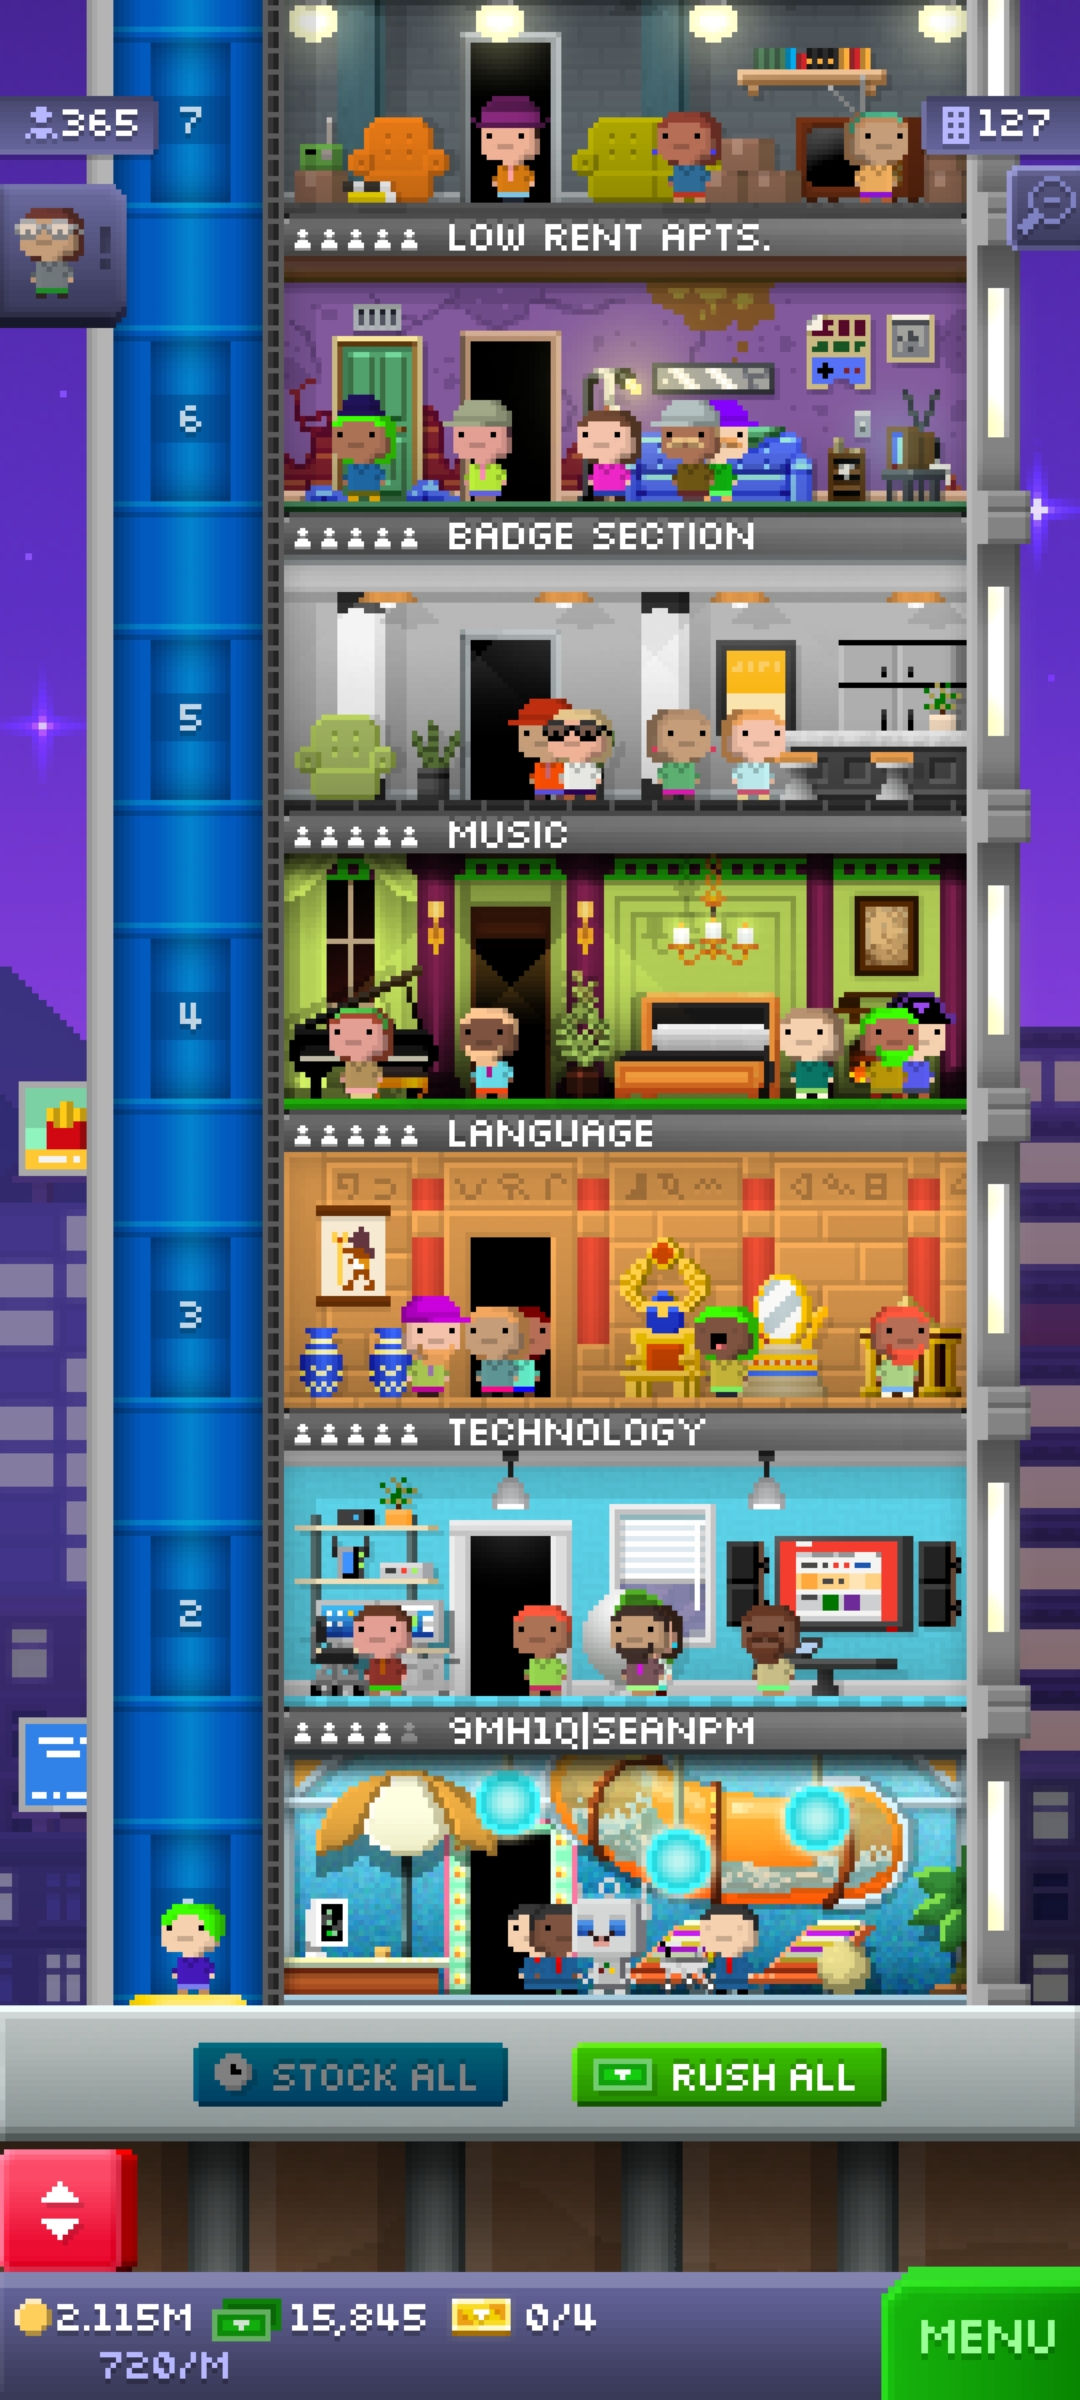 365
7
127
!
LOW RENT APTS.
6
BADGE SECTION
5
MUSIC
4
LANGUAGE
3
TECHNOLOGY
2
9MH1Q|SEANPM
STOCK ALL
RUSH ALL
2.115M
15,845
0/4
720/M
MENU